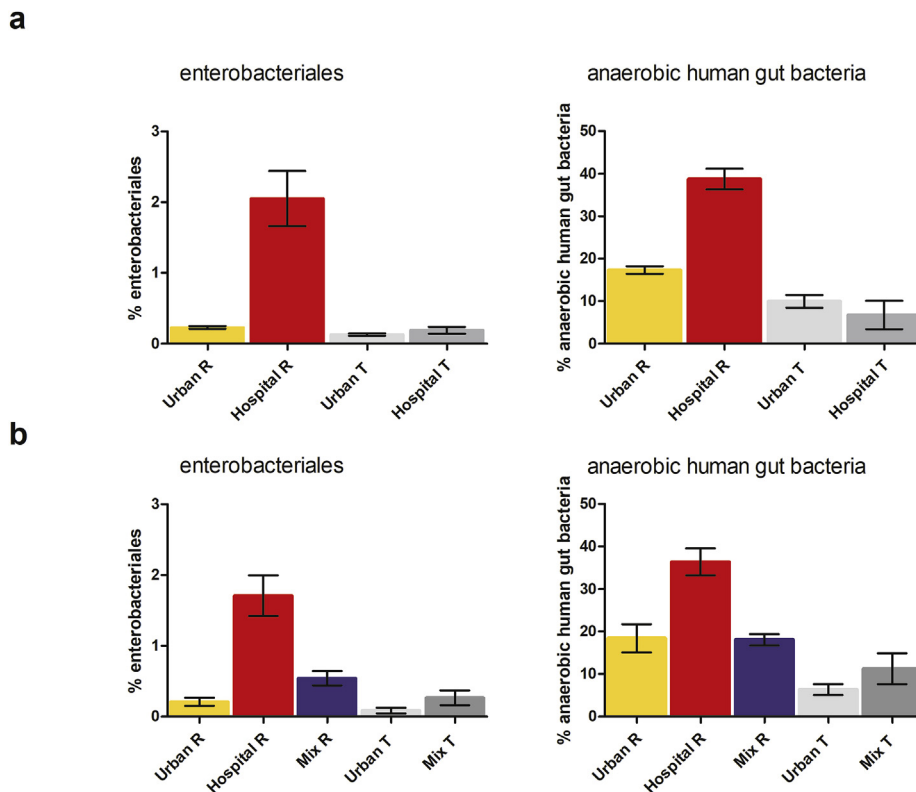 a
enterobacteriales
% enterobacteriales
3
2
1
0
Urban R
Hospital R
Urban T
Hospital T
anaerobic human gut bacteria
% anaerobic human gut bacteria
50
40
30
20
10
0
Urban R
Hospital R
Urban T
Hospital T
b
enterobacteriales
% enterobacteriales
3
2
1
0
Urban R
Hospital R
Mix R
Urban T
Mix T
anaerobic human gut bacteria
% anaerobic human gut bacteria
50
40
30
20
10
0
Urban R
Hospital R
Mix R
Urban T
Mix T